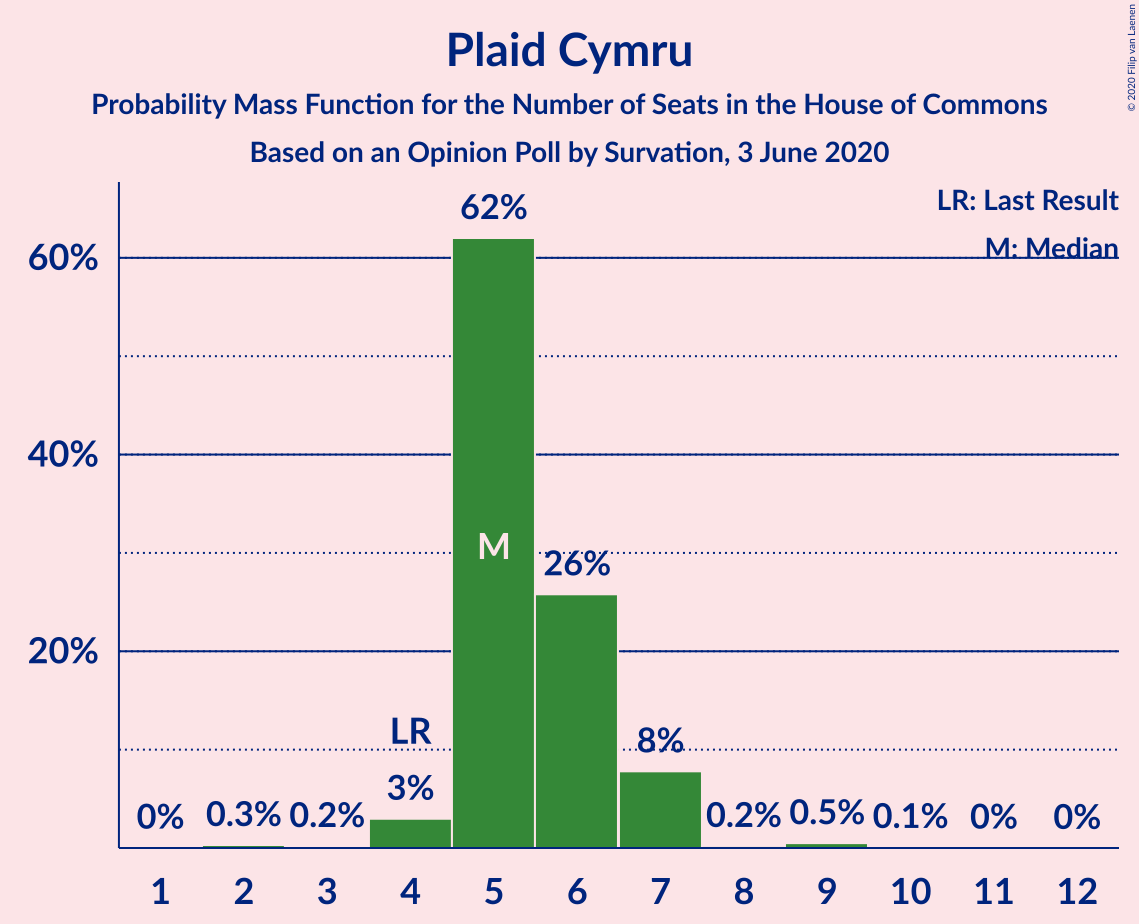 Plaid Cymru
Probability Mass Function for the Number of Seats in the House of Commons
Based on an Opinion Poll by Survation, 3 June 2020
© 2020 Filip van Laenen
LR: Last Result
M: Median
60%
40%
20%
62%
M
26%
LR
8%
3%
0% 0.3% 0.2% 0.2% 0.5% 0.1% 0% 0%
1 2 3 4 5 6 7 8 9 10 11 12